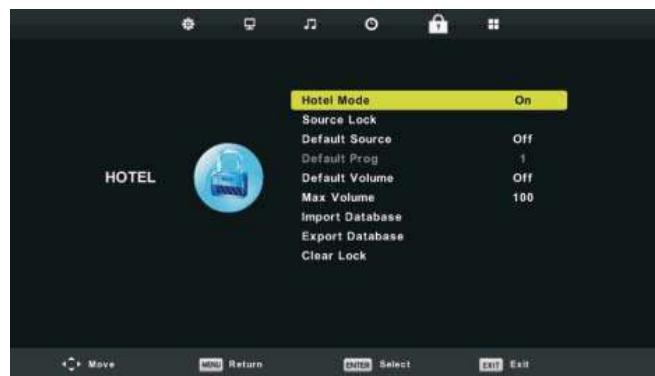 HOTEL
Hotel Mode On
Source Lock
Default Source Off
Default Prog 1
Default Volume Off
Max Volume 100
Import Database
Export Database
Clear Lock
Move MENU Return ENTER Select EXIT Exit